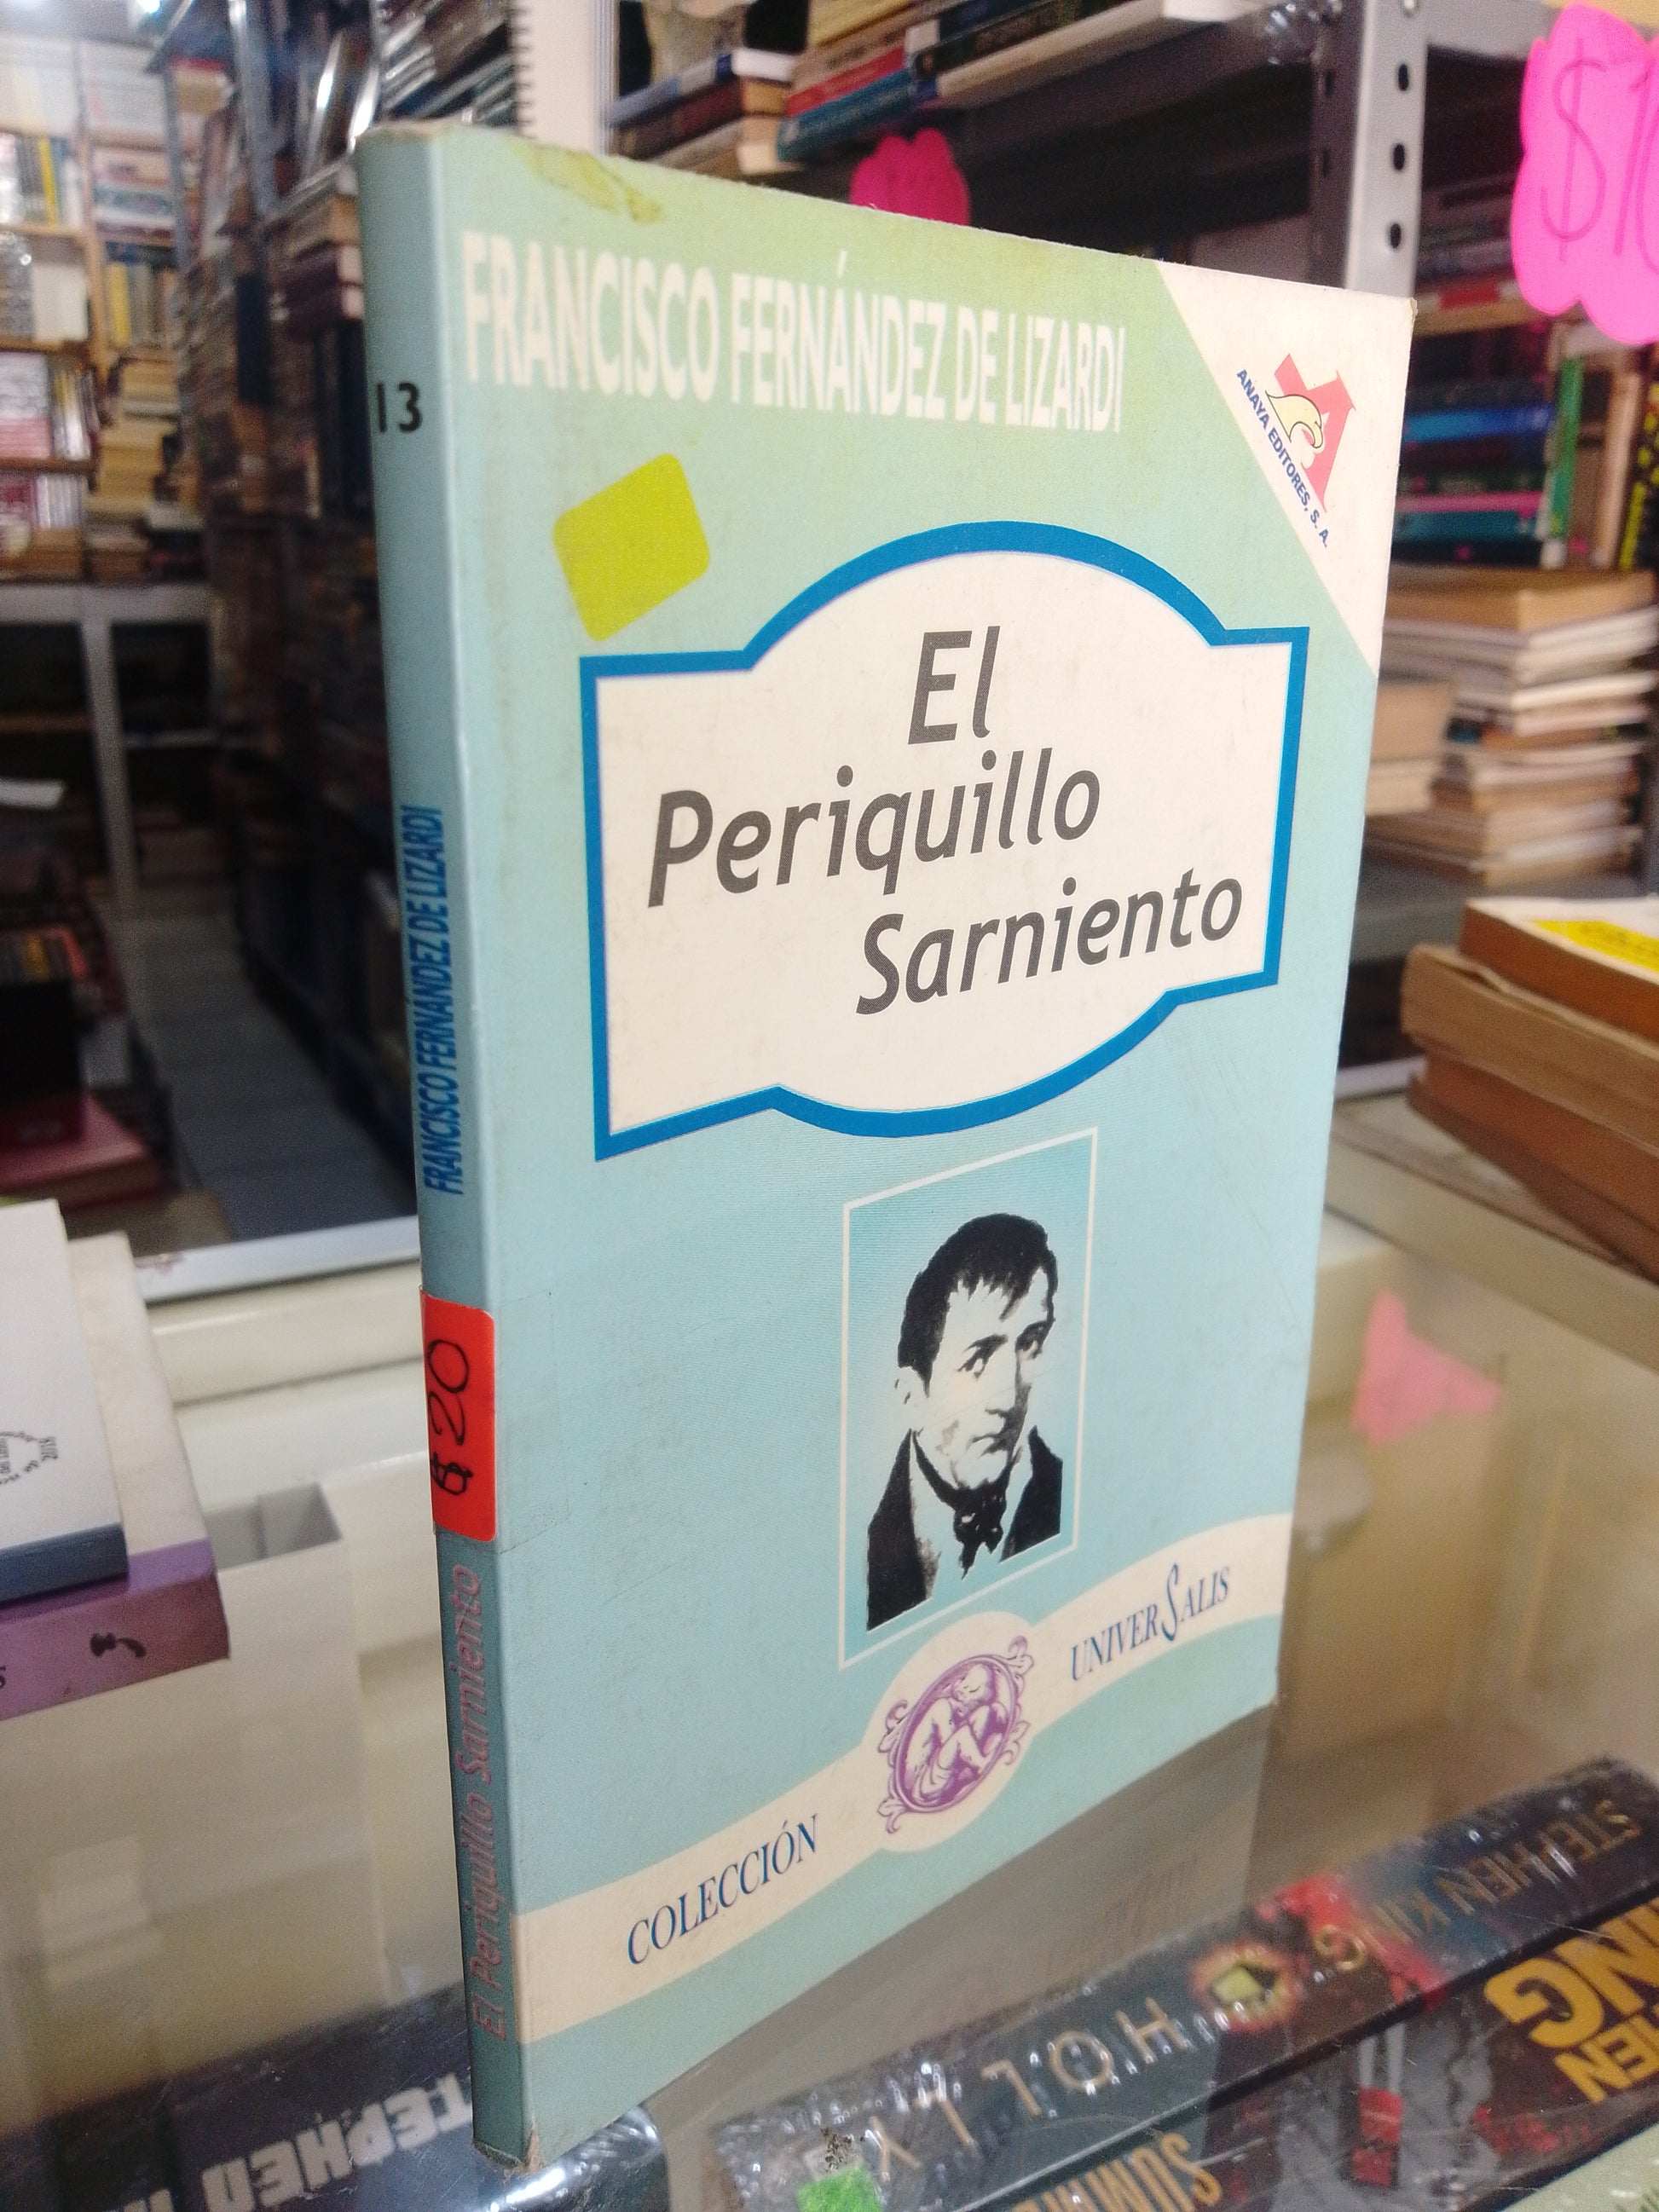 FRANCISCO FERNÁNDEZ DE LIZARDI
ANAYA EDITORES, S. A.
El
Periquillo
Sarniento
COLECCIÓN
UNIVERSALIS
13
FRANCISCO FERNÁNDEZ DE LIZARDI
$20
El Periquillo Sarniento
STEPHEN KING
HOLLY